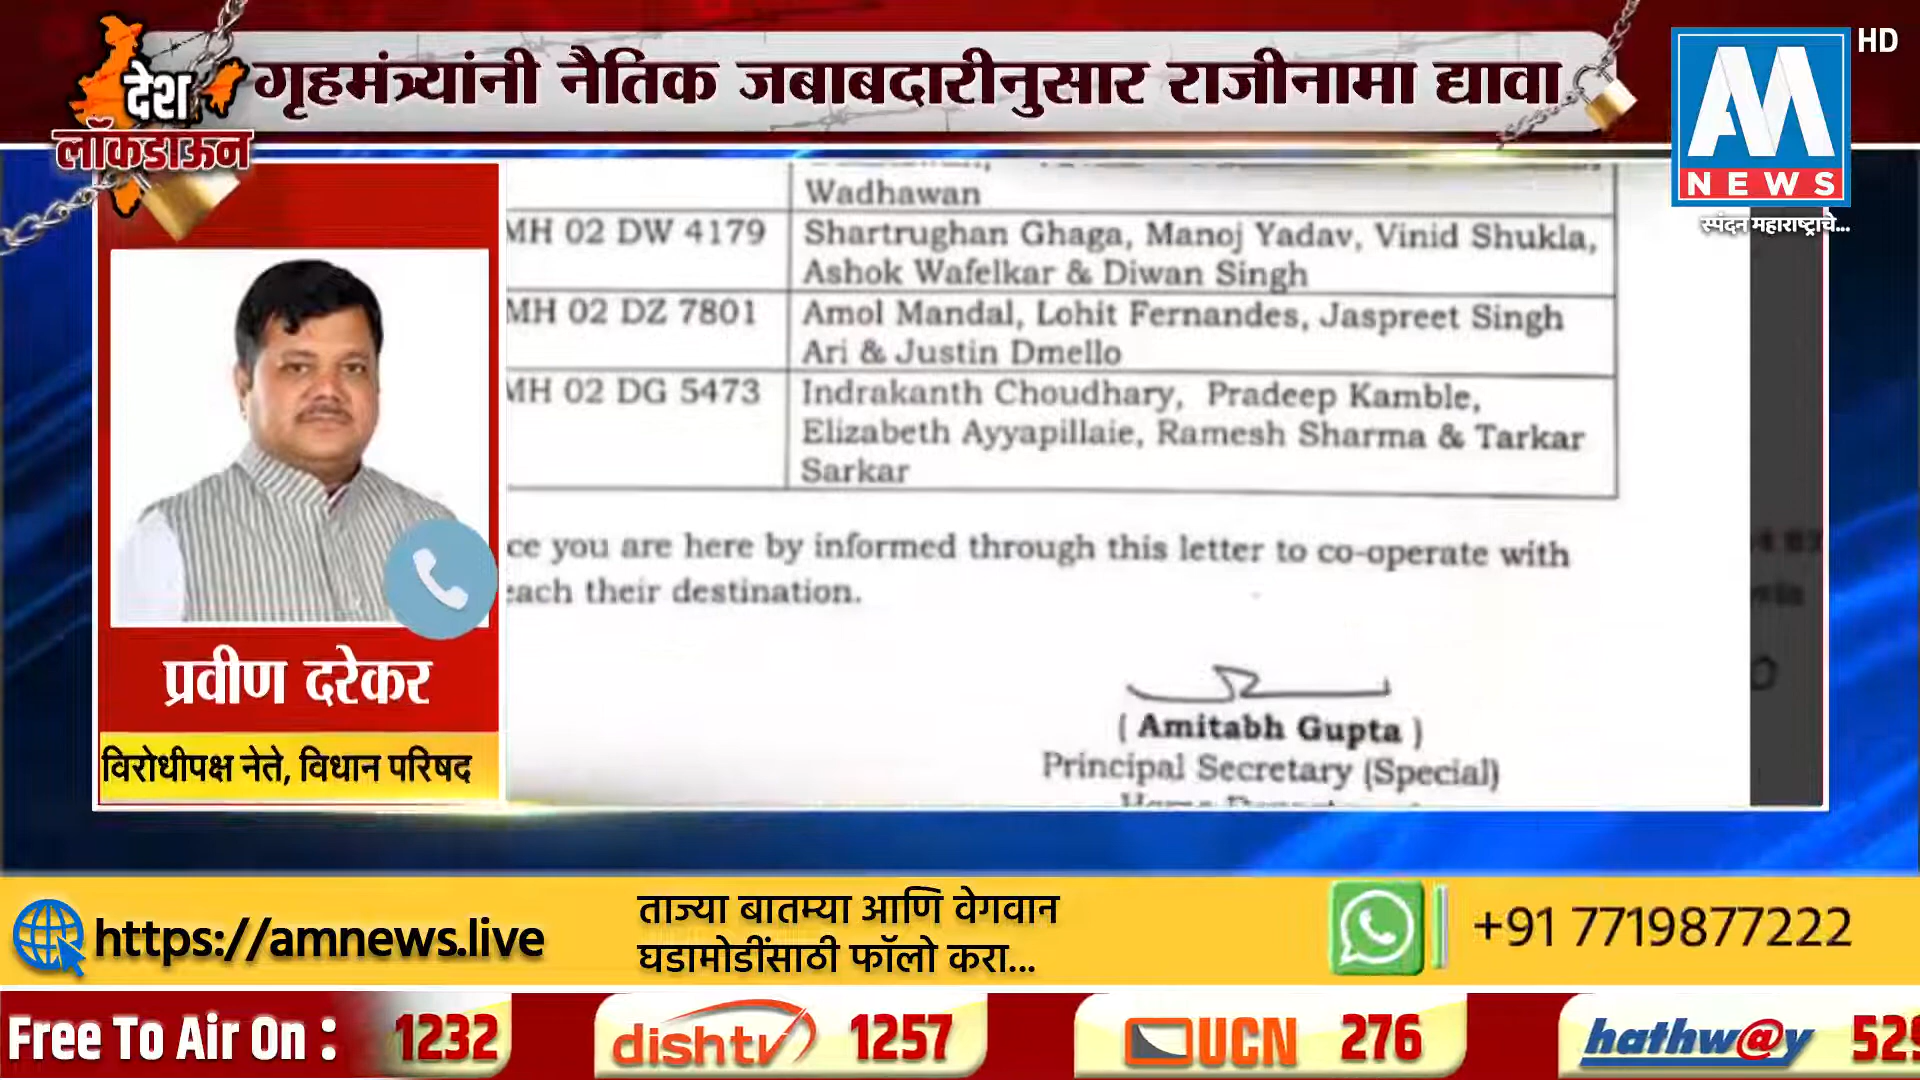 देश
लॉकडाऊन
गृहमंत्र्यांनी नैतिक जबाबदारीनुसार राजीनामा द्यावा
HD
AM
NEWS
स्पंदन महाराष्ट्राचे...
Wadhawan
MH 02 DW 4179
Shartrughan Ghaga, Manoj Yadav, Vinid Shukla,
Ashok Wafelkar & Diwan Singh
MH 02 DZ 7801
Amol Mandal, Lohit Fernandes, Jaspreet Singh
Ari & Justin Dmello
MH 02 DG 5473
Indrakanth Choudhary, Pradeep Kamble,
Elizabeth Ayyapillaie, Ramesh Sharma & Tarkar
Sarkar
ce you are here by informed through this letter to co-operate with
each their destination.
( Amitabh Gupta )
Principal Secretary (Special)
प्रवीण दरेकर
विरोधीपक्ष नेते, विधान परिषद
https://amnews.live
ताज्या बातम्या आणि वेगवान
घडामोडींसाठी फॉलो करा...
+91 7719877222
Free To Air On : 1232
dishtv 1257
UCN 276
hathw@y 529